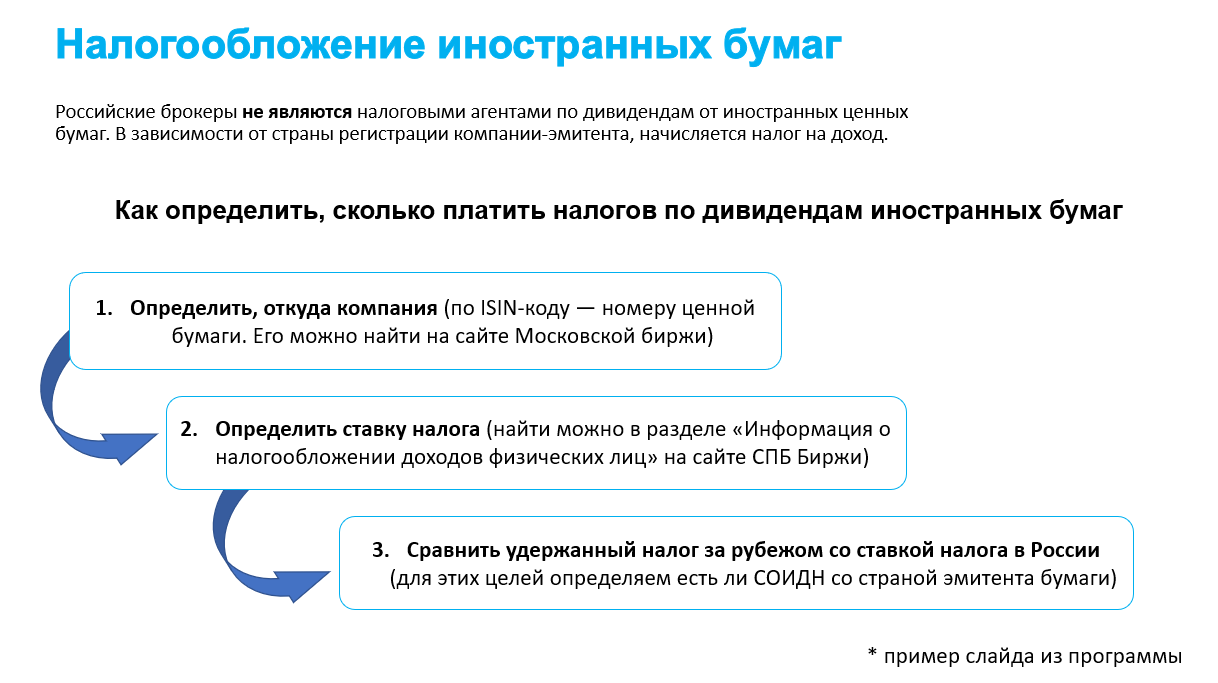 Налогообложение иностранных бумаг
Российские брокеры не являются налоговыми агентами по дивидендам от иностранных ценных
бумаг. В зависимости от страны регистрации компании-эмитента, начисляется налог на доход.
Как определить, сколько платить налогов по дивидендам иностранных бумаг
1. Определить, откуда компания (по ISIN-коду — номеру ценной
бумаги. Его можно найти на сайте Московской биржи)
2. Определить ставку налога (найти можно в разделе «Информация о
налогообложении доходов физических лиц» на сайте СПБ Биржи)
3. Сравнить удержанный налог за рубежом со ставкой налога в России
(для этих целей определяем есть ли СОИДН со страной эмитента бумаги)
* пример слайда из программы